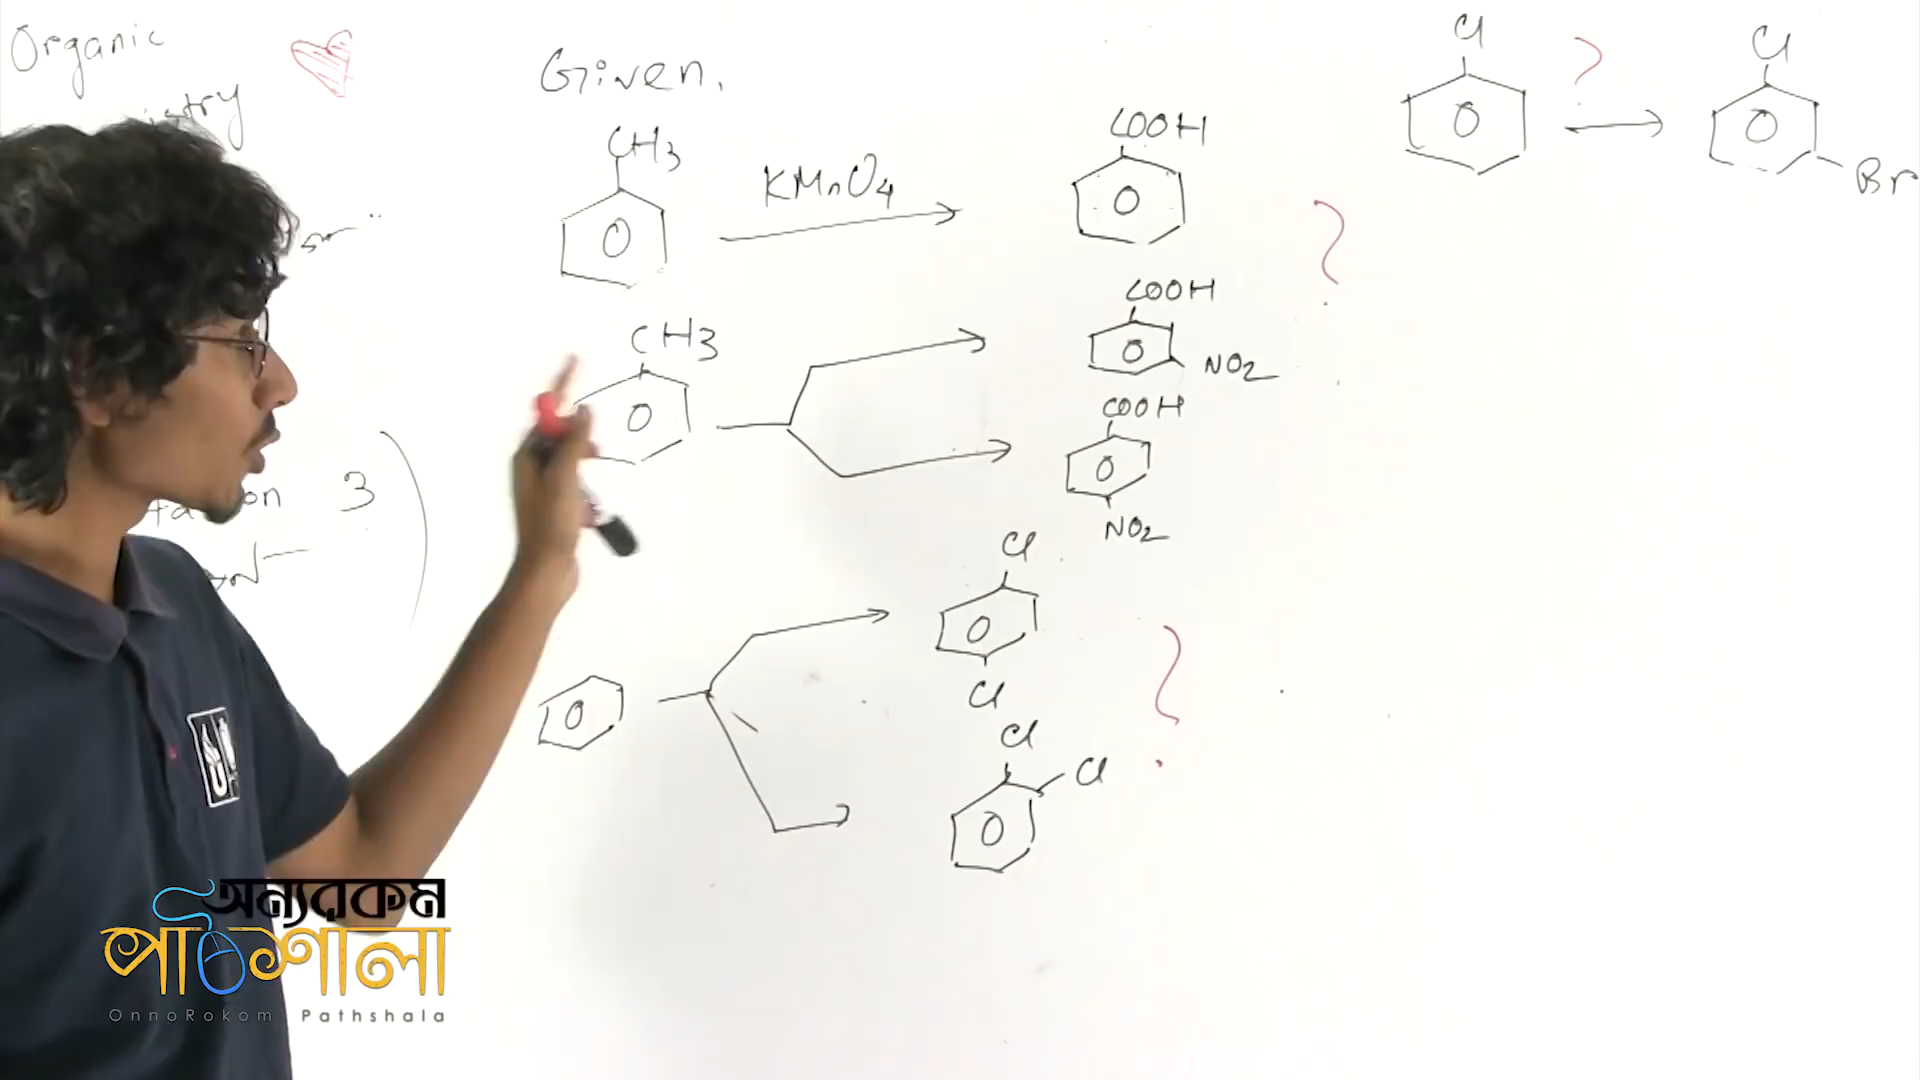 Organic
Given.
CH3
KMnO4
COOH
?
Cl
?
Cl
Br
CH3
COOH
NO2
COOH
NO2
3
Cl
Cl
?
Cl
Cl
অন্যরকম
পাঠশালা
OnnoRokom Pathshala